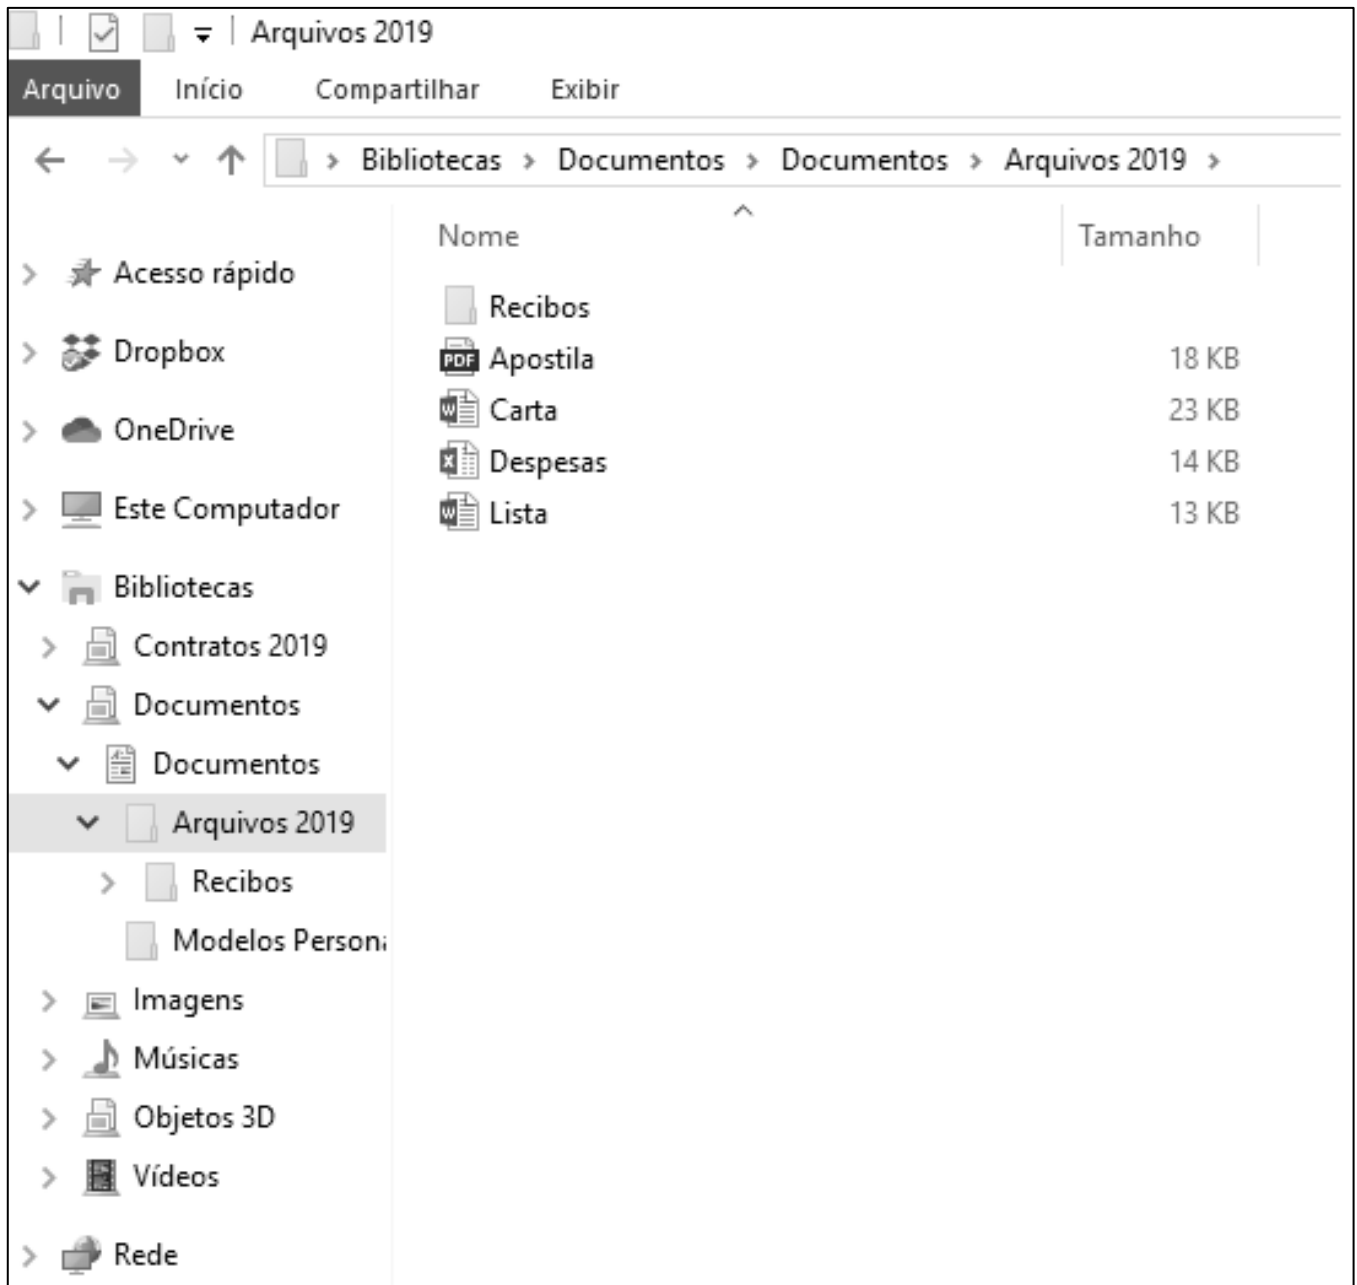 Arquivos 2019
Arquivo Início Compartilhar Exibir
Bibliotecas > Documentos > Documentos > Arquivos 2019 >
Nome Tamanho
Acesso rápido
Dropbox
OneDrive
Este Computador
Bibliotecas
Contratos 2019
Documentos
Documentos
Arquivos 2019
Recibos
Modelos
Imagens
Músicas
Objetos 3D
Vídeos
Rede
Recibos
PDF Apostila 18 KB
W Carta 23 KB
X Despesas 14 KB
W Lista 13 KB